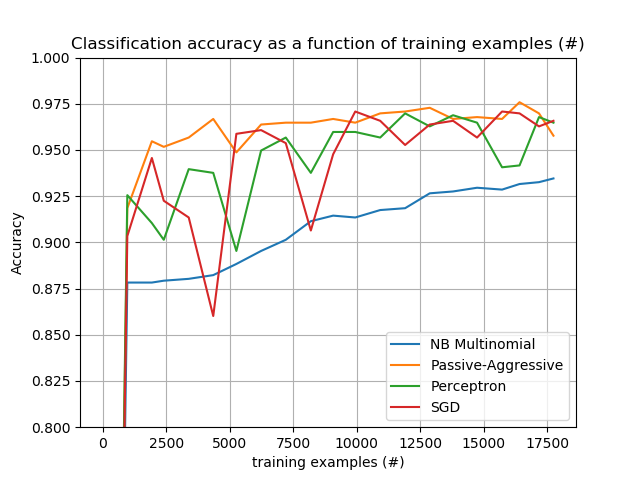 Classification accuracy as a function of training examples (#)
1.000
0.975
0.950
0.925
0.900
0.875
0.850
0.825
0.800
Accuracy
NB Multinomial
Passive-Aggressive
Perceptron
SGD
0 2500 5000 7500 10000 12500 15000 17500
training examples (#)